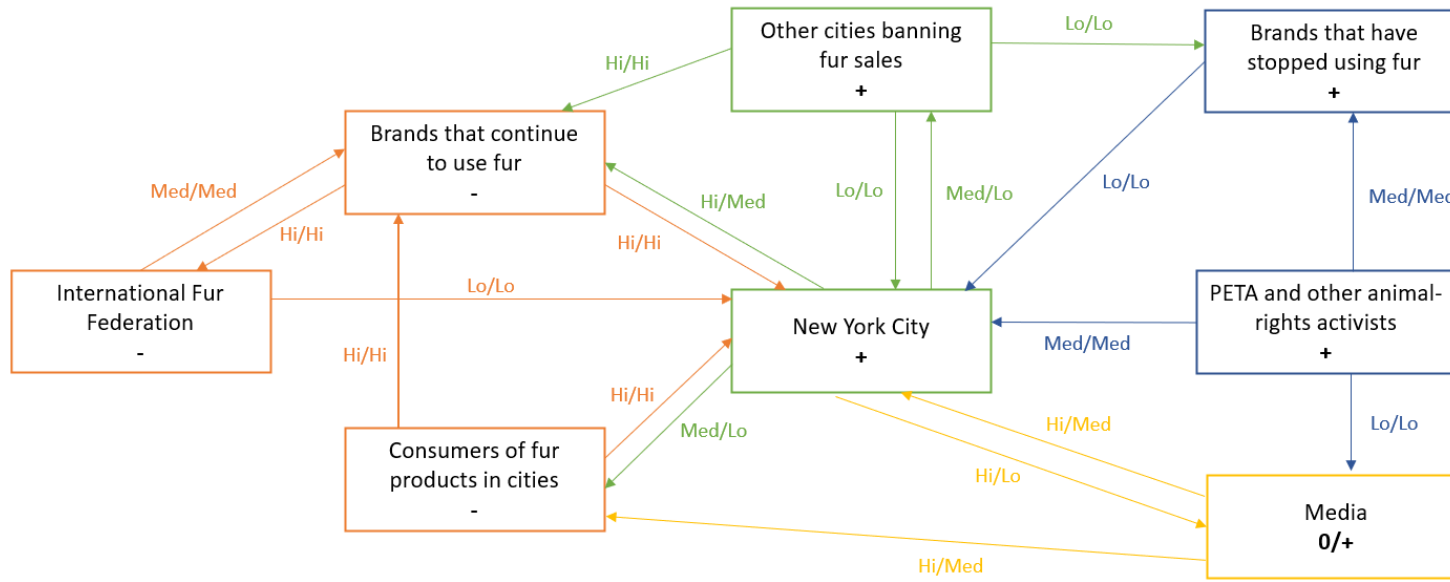 Other cities banning
fur sales
+
Lo/Lo
Brands that have
stopped using fur
+
Hi/Hi
Brands that continue
to use fur
-
Med/Med
Hi/Hi
Hi/Med
Hi/Hi
Lo/Lo
Med/Lo
Lo/Lo
Med/Med
International Fur
Federation
-
Lo/Lo
New York City
+
Med/Med
PETA and other animal-
rights activists
+
Hi/Hi
Hi/Hi
Med/Lo
Hi/Med
Hi/Lo
Lo/Lo
Consumers of fur
products in cities
-
Hi/Med
Media
0/+